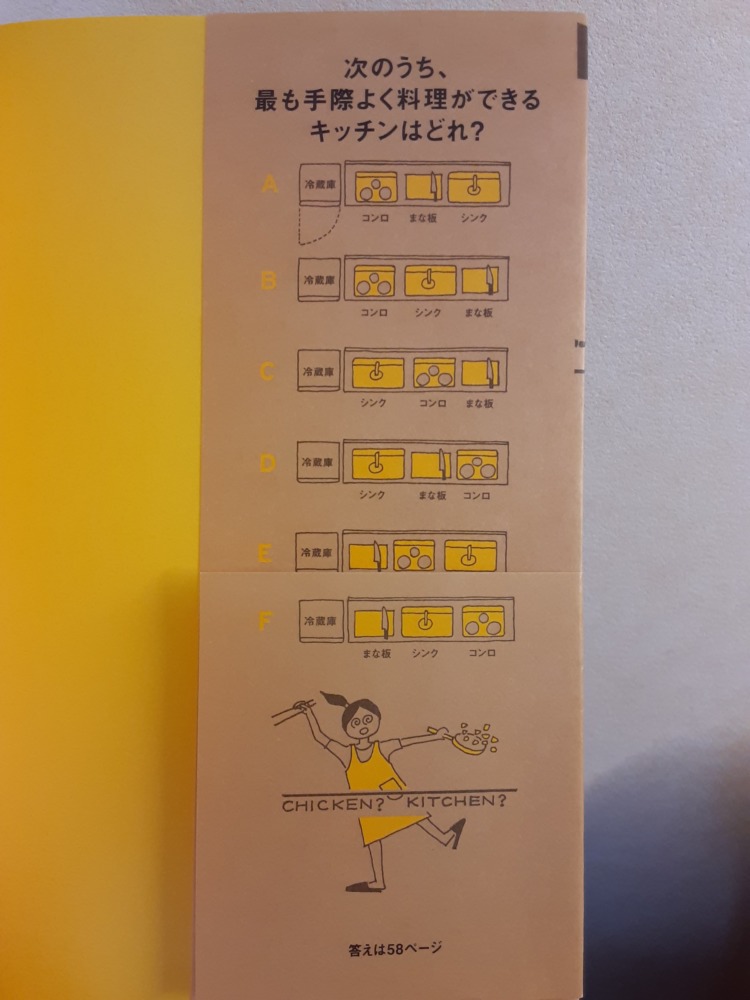 次のうち、
最も手際よく料理ができる
キッチンはどれ?
A 冷蔵庫
コンロ まな板 シンク
B 冷蔵庫
コンロ シンク まな板
C 冷蔵庫
シンク コンロ まな板
D 冷蔵庫
シンク まな板 コンロ
E 冷蔵庫
F 冷蔵庫
まな板 シンク コンロ
CHICKEN? KITCHEN?
答えは58ページ